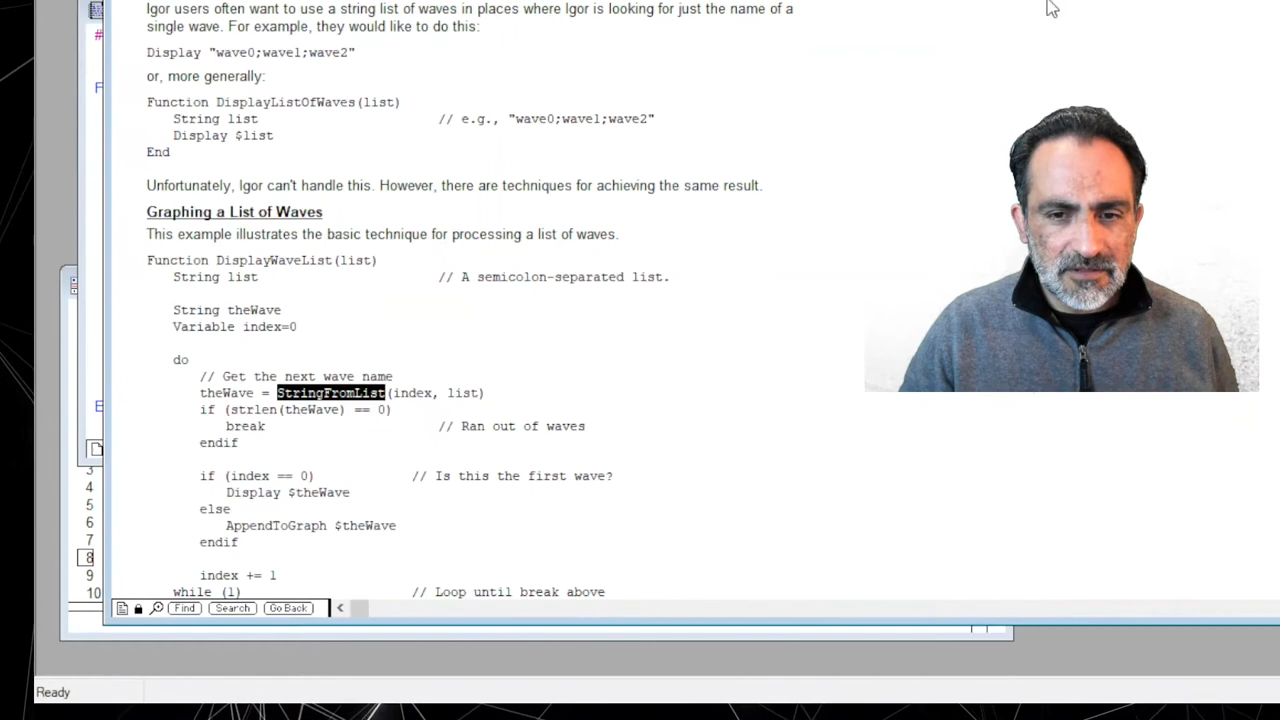 Igor users often want to use a string list of waves in places where Igor is looking for just the name of a
single wave. For example, they would like to do this:
Display "wave0;wave1;wave2"
or, more generally:
Function DisplayListOfWaves(list)
String list // e.g., "wave0;wave1;wave2"
Display $list
End
Unfortunately, Igor can't handle this. However, there are techniques for achieving the same result.
Graphing a List of Waves
This example illustrates the basic technique for processing a list of waves.
Function DisplayWaveList(list)
String list // A semicolon-separated list.
String theWave
Variable index=0
do
// Get the next wave name
theWave = StringFromList(index, list)
if (strlen(theWave) == 0)
break // Ran out of waves
endif
if (index == 0) // Is this the first wave?
Display $theWave
else
AppendToGraph $theWave
endif
index += 1
while (1) // Loop until break above
#
F
E
3
4
5
6
7
8
9
10
Find Search Go Back
Ready